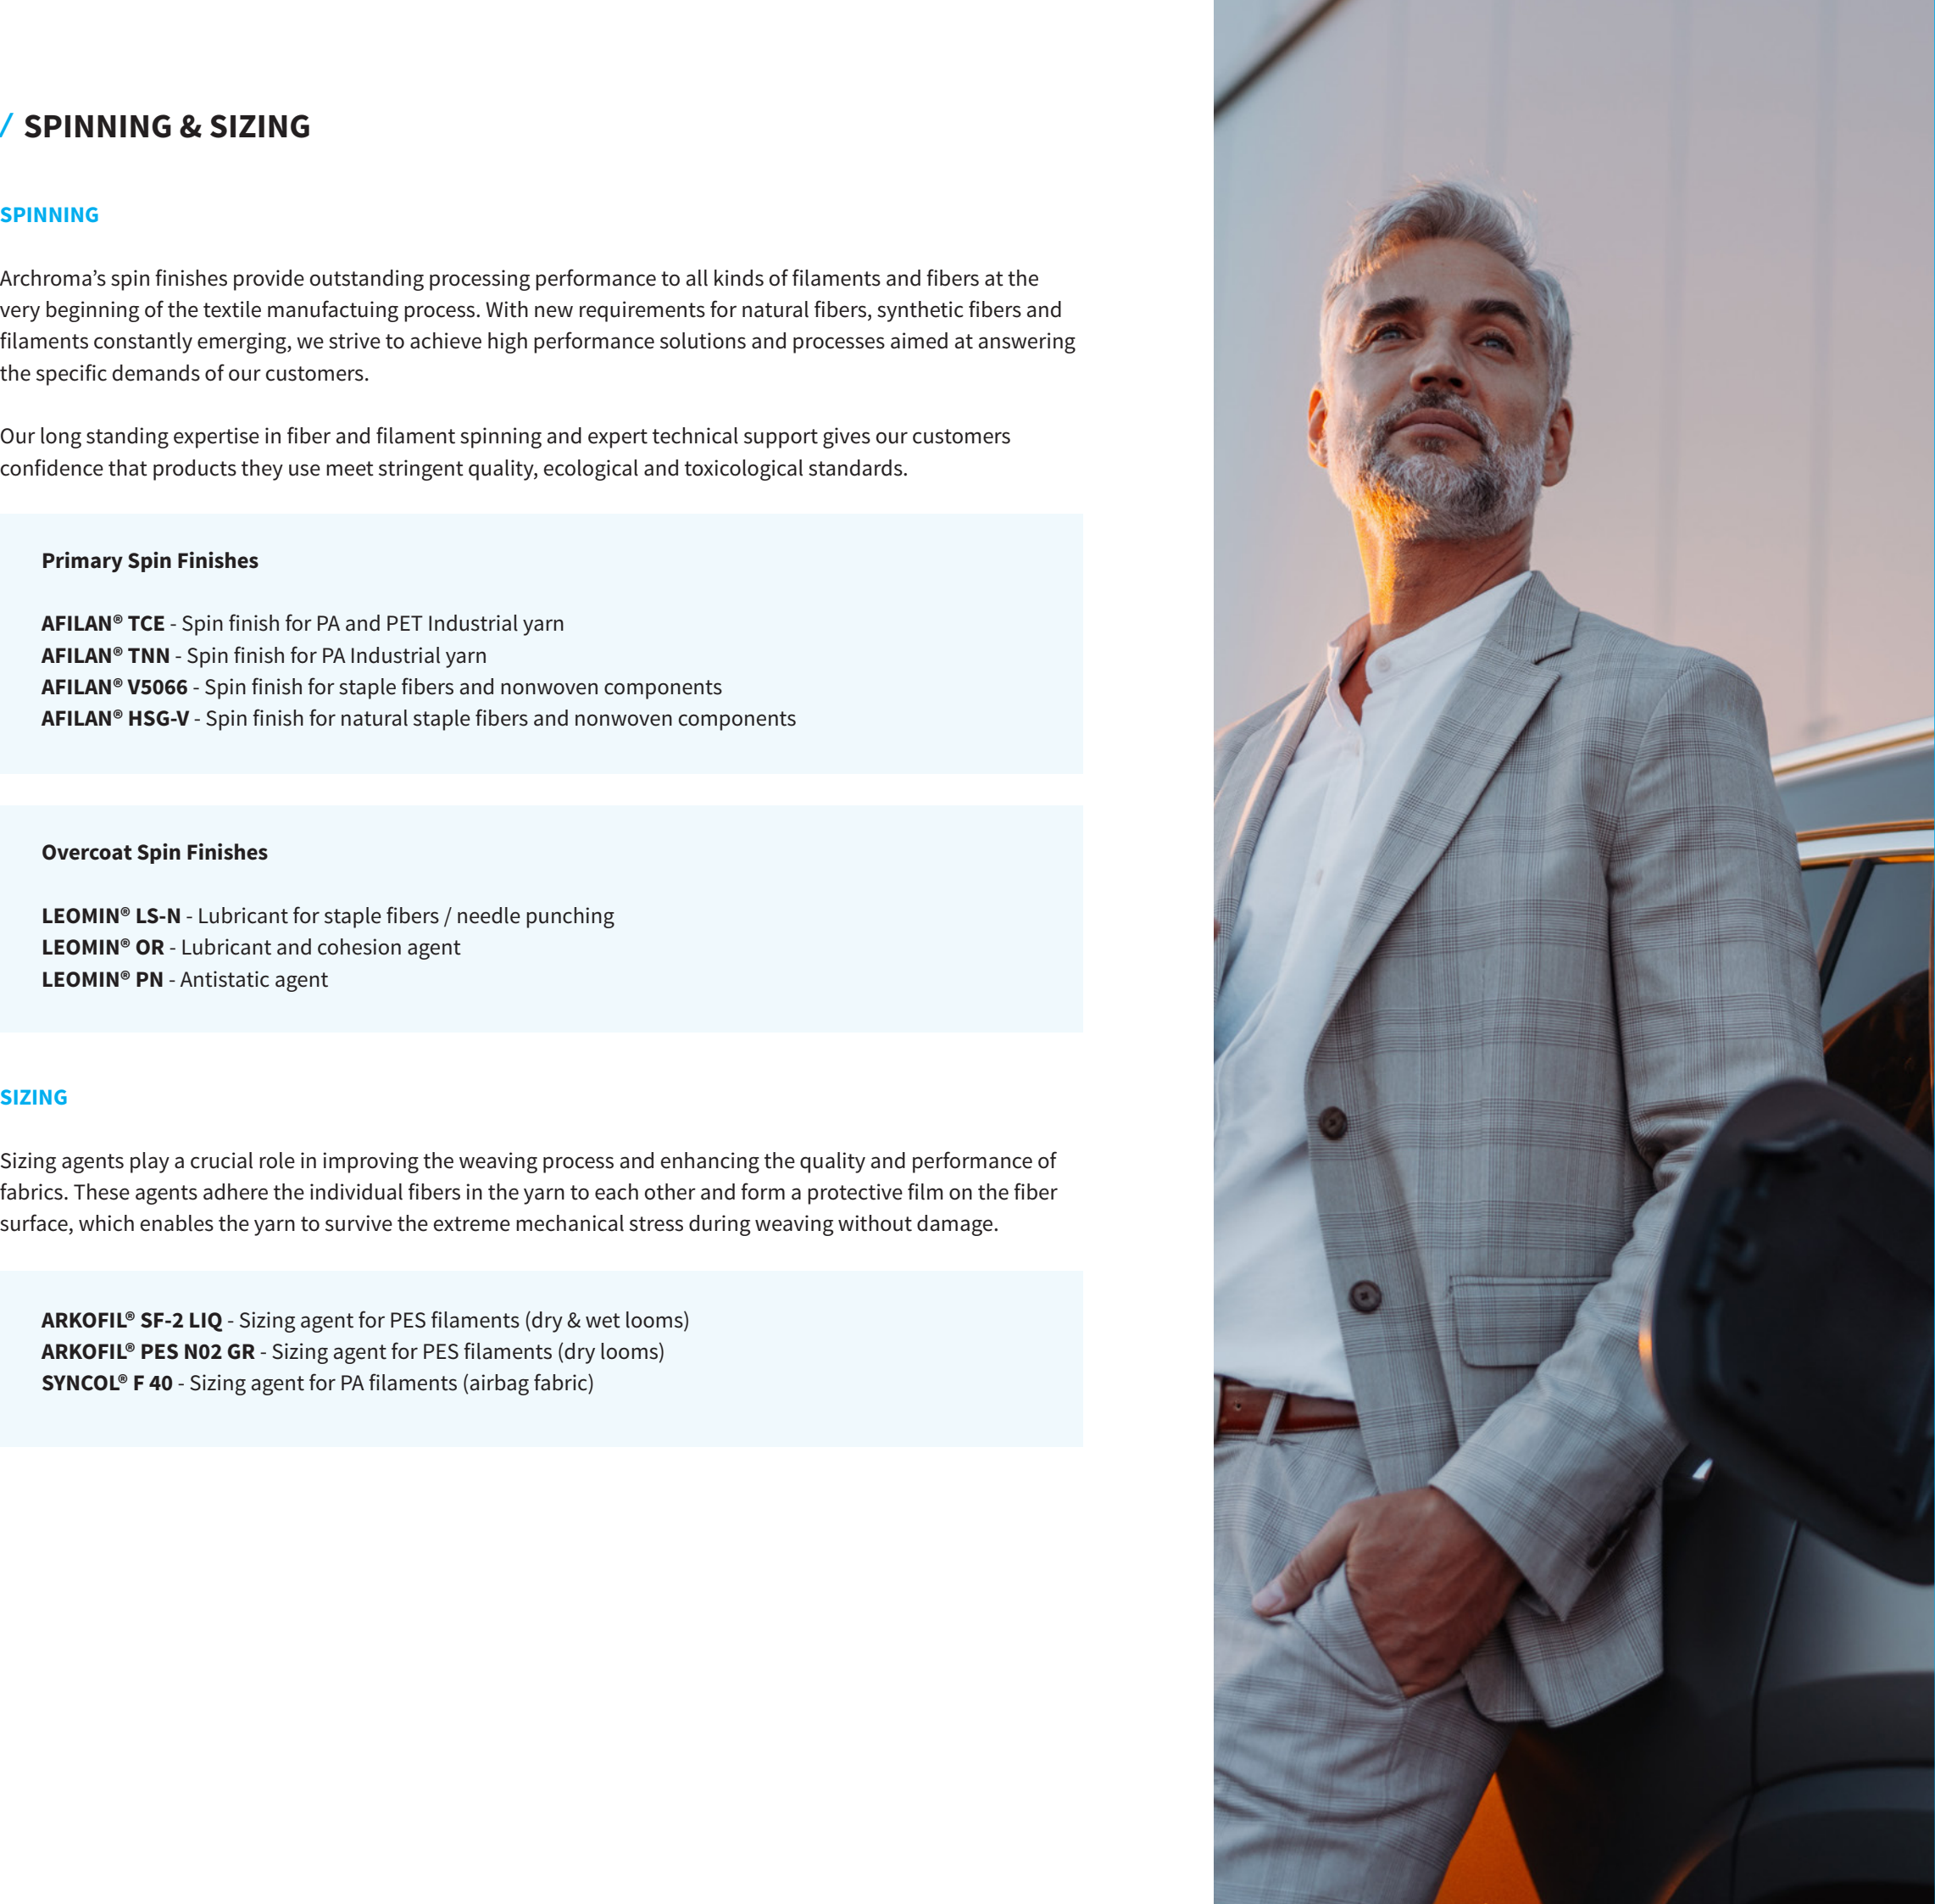 / SPINNING & SIZING
SPINNING
Archroma’s spin finishes provide outstanding processing performance to all kinds of filaments and fibers at the
very beginning of the textile manufactuing process. With new requirements for natural fibers, synthetic fibers and
filaments constantly emerging, we strive to achieve high performance solutions and processes aimed at answering
the specific demands of our customers.
Our long standing expertise in fiber and filament spinning and expert technical support gives our customers
confidence that products they use meet stringent quality, ecological and toxicological standards.
Primary Spin Finishes
AFILAN® TCE - Spin finish for PA and PET Industrial yarn
AFILAN® TNN - Spin finish for PA Industrial yarn
AFILAN® V5066 - Spin finish for staple fibers and nonwoven components
AFILAN® HSG-V - Spin finish for natural staple fibers and nonwoven components
Overcoat Spin Finishes
LEOMIN® LS-N - Lubricant for staple fibers / needle punching
LEOMIN® OR - Lubricant and cohesion agent
LEOMIN® PN - Antistatic agent
SIZING
Sizing agents play a crucial role in improving the weaving process and enhancing the quality and performance of
fabrics. These agents adhere the individual fibers in the yarn to each other and form a protective film on the fiber
surface, which enables the yarn to survive the extreme mechanical stress during weaving without damage.
ARKOFIL® SF-2 LIQ - Sizing agent for PES filaments (dry & wet looms)
ARKOFIL® PES N02 GR - Sizing agent for PES filaments (dry looms)
SYNCOL® F 40 - Sizing agent for PA filaments (airbag fabric)